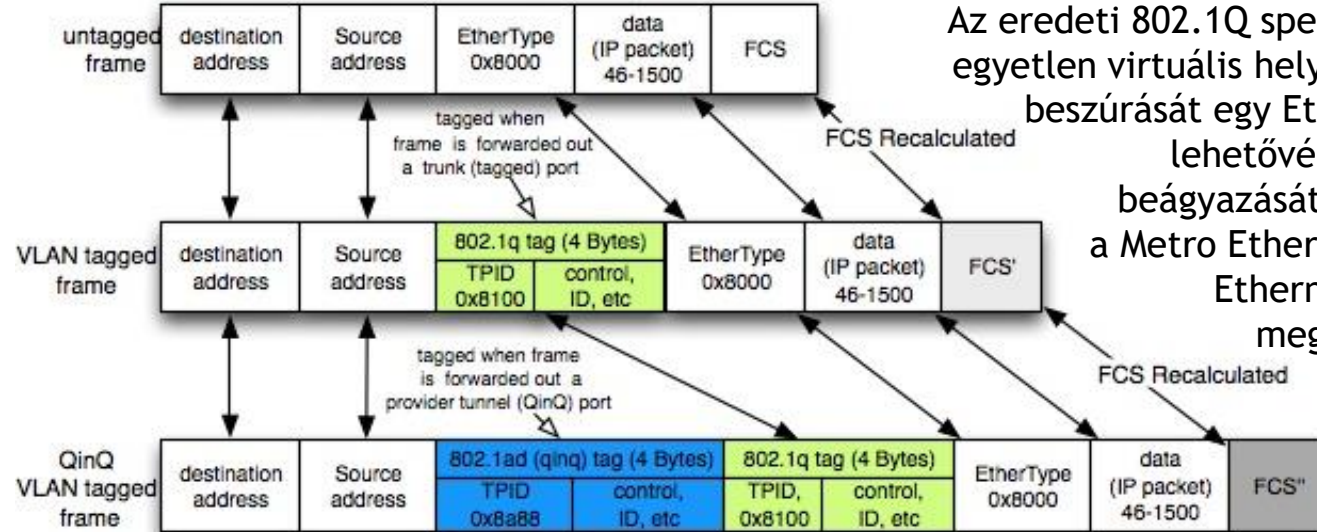 untagged
frame
destination
address
Source
address
EtherType
0x8000
data
(IP packet)
46-1500
FCS
Az eredeti 802.1Q spe
egyetlen virtuális hely
beszúrását egy Et
lehetővé
beágyazását
a Metro Ether
Ethern
meg
tagged when
frame is forwarded out
a trunk (tagged) port
FCS Recalculated
VLAN tagged
frame
destination
address
Source
address
802.1q tag (4 Bytes)
TPID
0x8100
control,
ID, etc
EtherType
0x8000
data
(IP packet)
46-1500
FCS'
tagged when frame
is forwarded out a
provider tunnel (QinQ) port
FCS Recalculated
QinQ
VLAN tagged
frame
destination
address
Source
address
802.1ad (qinq) tag (4 Bytes)
TPID
0x8a88
control,
ID, etc
802.1q tag (4 Bytes)
TPID,
0x8100
control,
ID, etc
EtherType
0x8000
data
(IP packet)
46-1500
FCS"